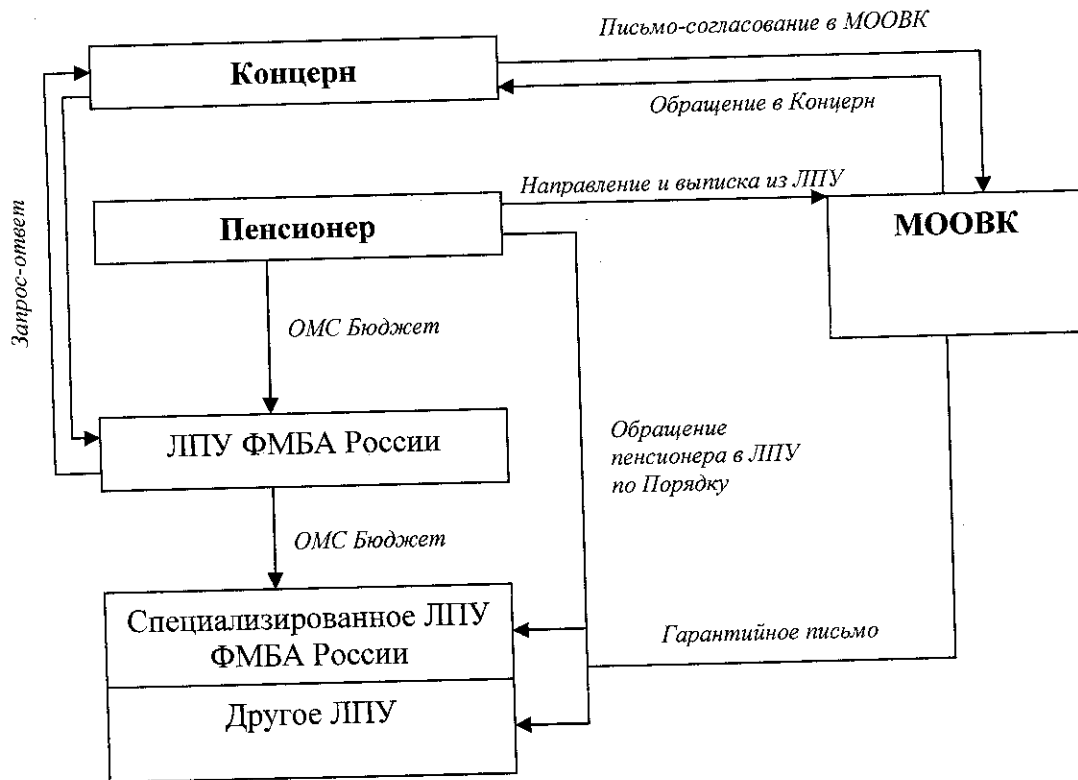 Письмо-согласование в МООВК
Концерн
Обращение в Концерн
Направление и выписка из ЛПУ
Пенсионер
МООВК
Запрос-ответ
ОМС Бюджет
ЛПУ ФМБА России
Обращение
пенсионера в ЛПУ
по Порядку
ОМС Бюджет
Специализированное ЛПУ
ФМБА России
Гарантийное письмо
Другое ЛПУ